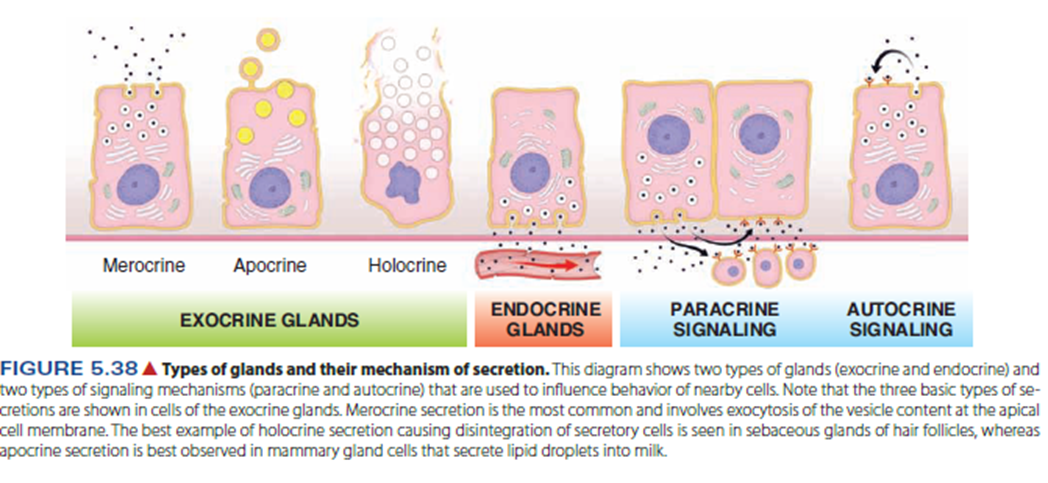 Merocrine Apocrine Holocrine
EXOCRINE GLANDS
ENDOCRINE
GLANDS
PARACRINE
SIGNALING
AUTOCRINE
SIGNALING
FIGURE 5.38 ▲ Types of glands and their mechanism of secretion. This diagram shows two types of glands (exocrine and endocrine) and
two types of signaling mechanisms (paracrine and autocrine) that are used to influence behavior of nearby cells. Note that the three basic types of se-
cretions are shown in cells of the exocrine glands. Merocrine secretion is the most common and involves exocytosis of the vesicle content at the apical
cell membrane. The best example of holocrine secretion causing disintegration of secretory cells is seen in sebaceous glands of hair follicles, whereas
apocrine secretion is best observed in mammary gland cells that secrete lipid droplets into milk.